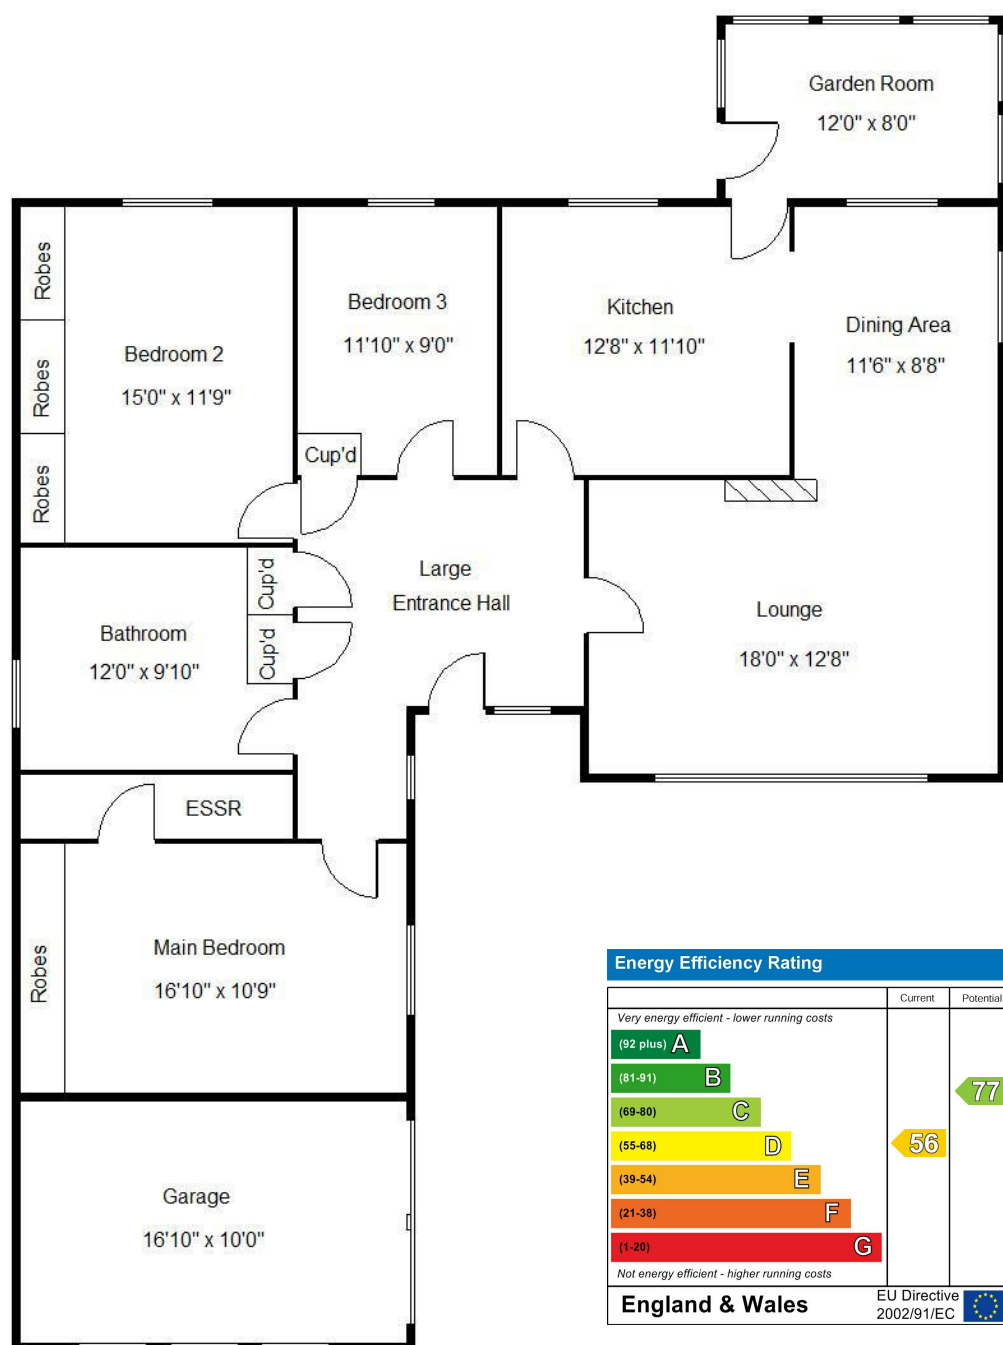 Garden Room
12'0" x 8'0"
Robes
Robes
Robes
Bedroom 2
15'0" x 11'9"
Bedroom 3
11'10" x 9'0"
Cup'd
Kitchen
12'8" x 11'10"
Dining Area
11'6" x 8'8"
Large
Entrance Hall
Cup'd
Cup'd
Bathroom
12'0" x 9'10"
Lounge
18'0" x 12'8"
ESSR
Robes
Main Bedroom
16'10" x 10'9"
Garage
16'10" x 10'0"
Energy Efficiency Rating
Current Potential
Very energy efficient - lower running costs
(92 plus) A
(81-91) B
(69-80) C
(55-68) D
(39-54) E
(21-38) F
(1-20) G
77
56
Not energy efficient - higher running costs
England & Wales
EU Directive
2002/91/EC